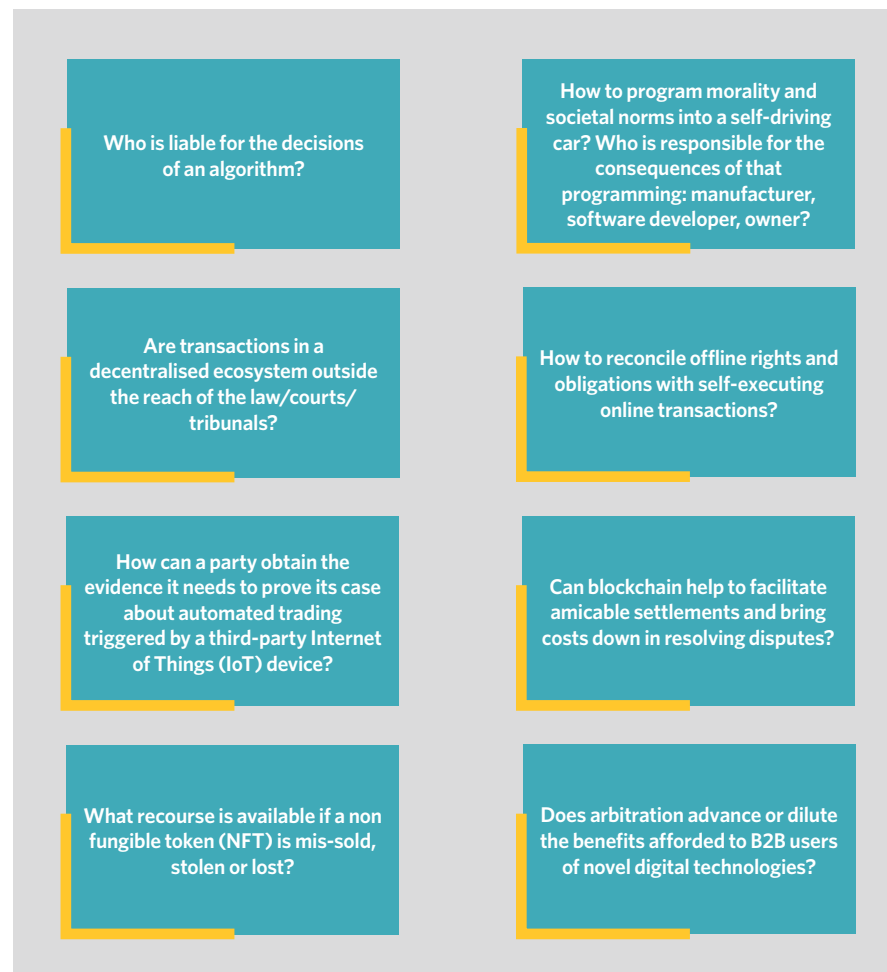 Who is liable for the decisions
of an algorithm?
How to program morality and
societal norms into a self-driving
car? Who is responsible for the
consequences of that
programming: manufacturer,
software developer, owner?
Are transactions in a
decentralised ecosystem outside
the reach of the law/courts/
tribunals?
How to reconcile offline rights and
obligations with self-executing
online transactions?
How can a party obtain the
evidence it needs to prove its case
about automated trading
triggered by a third-party Internet
of Things (IoT) device?
Can blockchain help to facilitate
amicable settlements and bring
costs down in resolving disputes?
What recourse is available if a non
fungible token (NFT) is mis-sold,
stolen or lost?
Does arbitration advance or dilute
the benefits afforded to B2B users
of novel digital technologies?